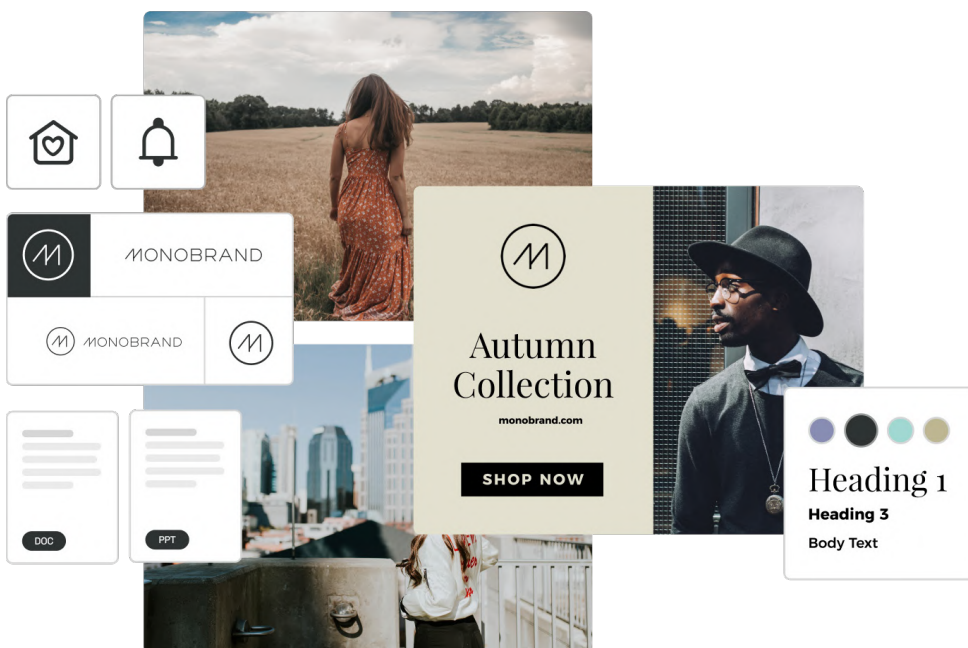 MONOBRAND
MONOBRAND
DOC
PPT
Autumn
Collection
monobrand.com
SHOP NOW
Heading 1
Heading 3
Body Text